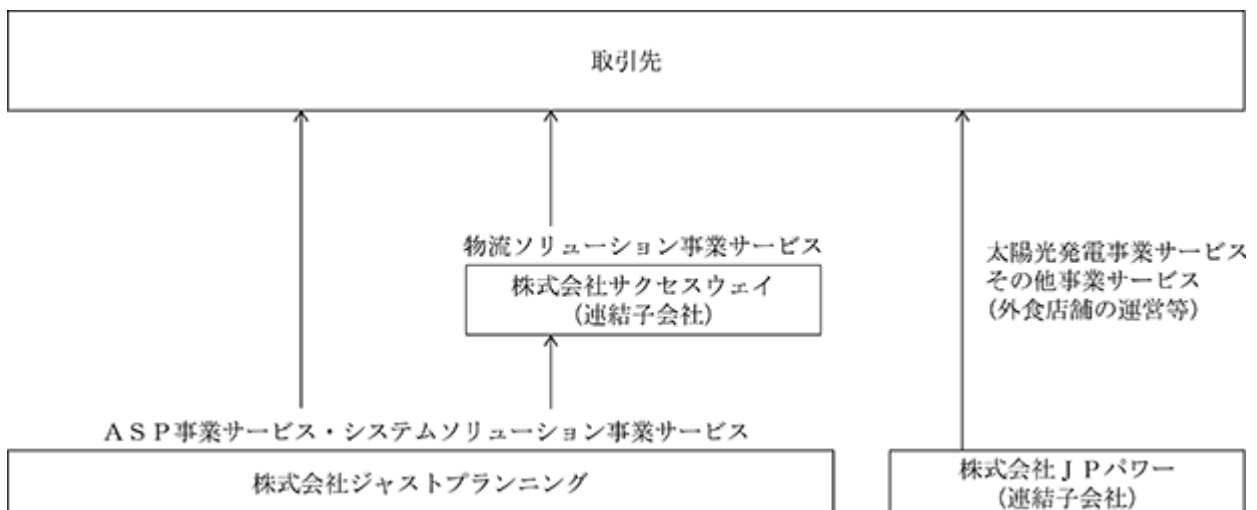 取引先
物流ソリューション事業サービス
株式会社サクセスウェイ
（連結子会社）
太陽光発電事業サービス
その他事業サービス
（外食店舗の運営等）
ＡＳＰ事業サービス・システムソリューション事業サービス
株式会社ジャストプランニング
株式会社ＪＰパワー
（連結子会社）